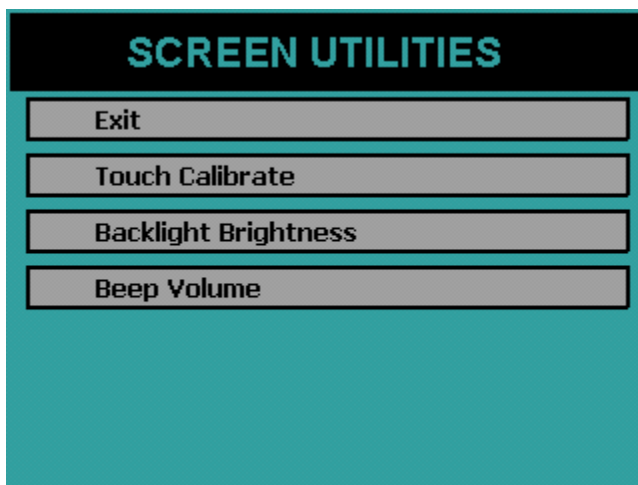 SCREEN UTILITIES
Exit
Touch Calibrate
Backlight Brightness
Beep Volume